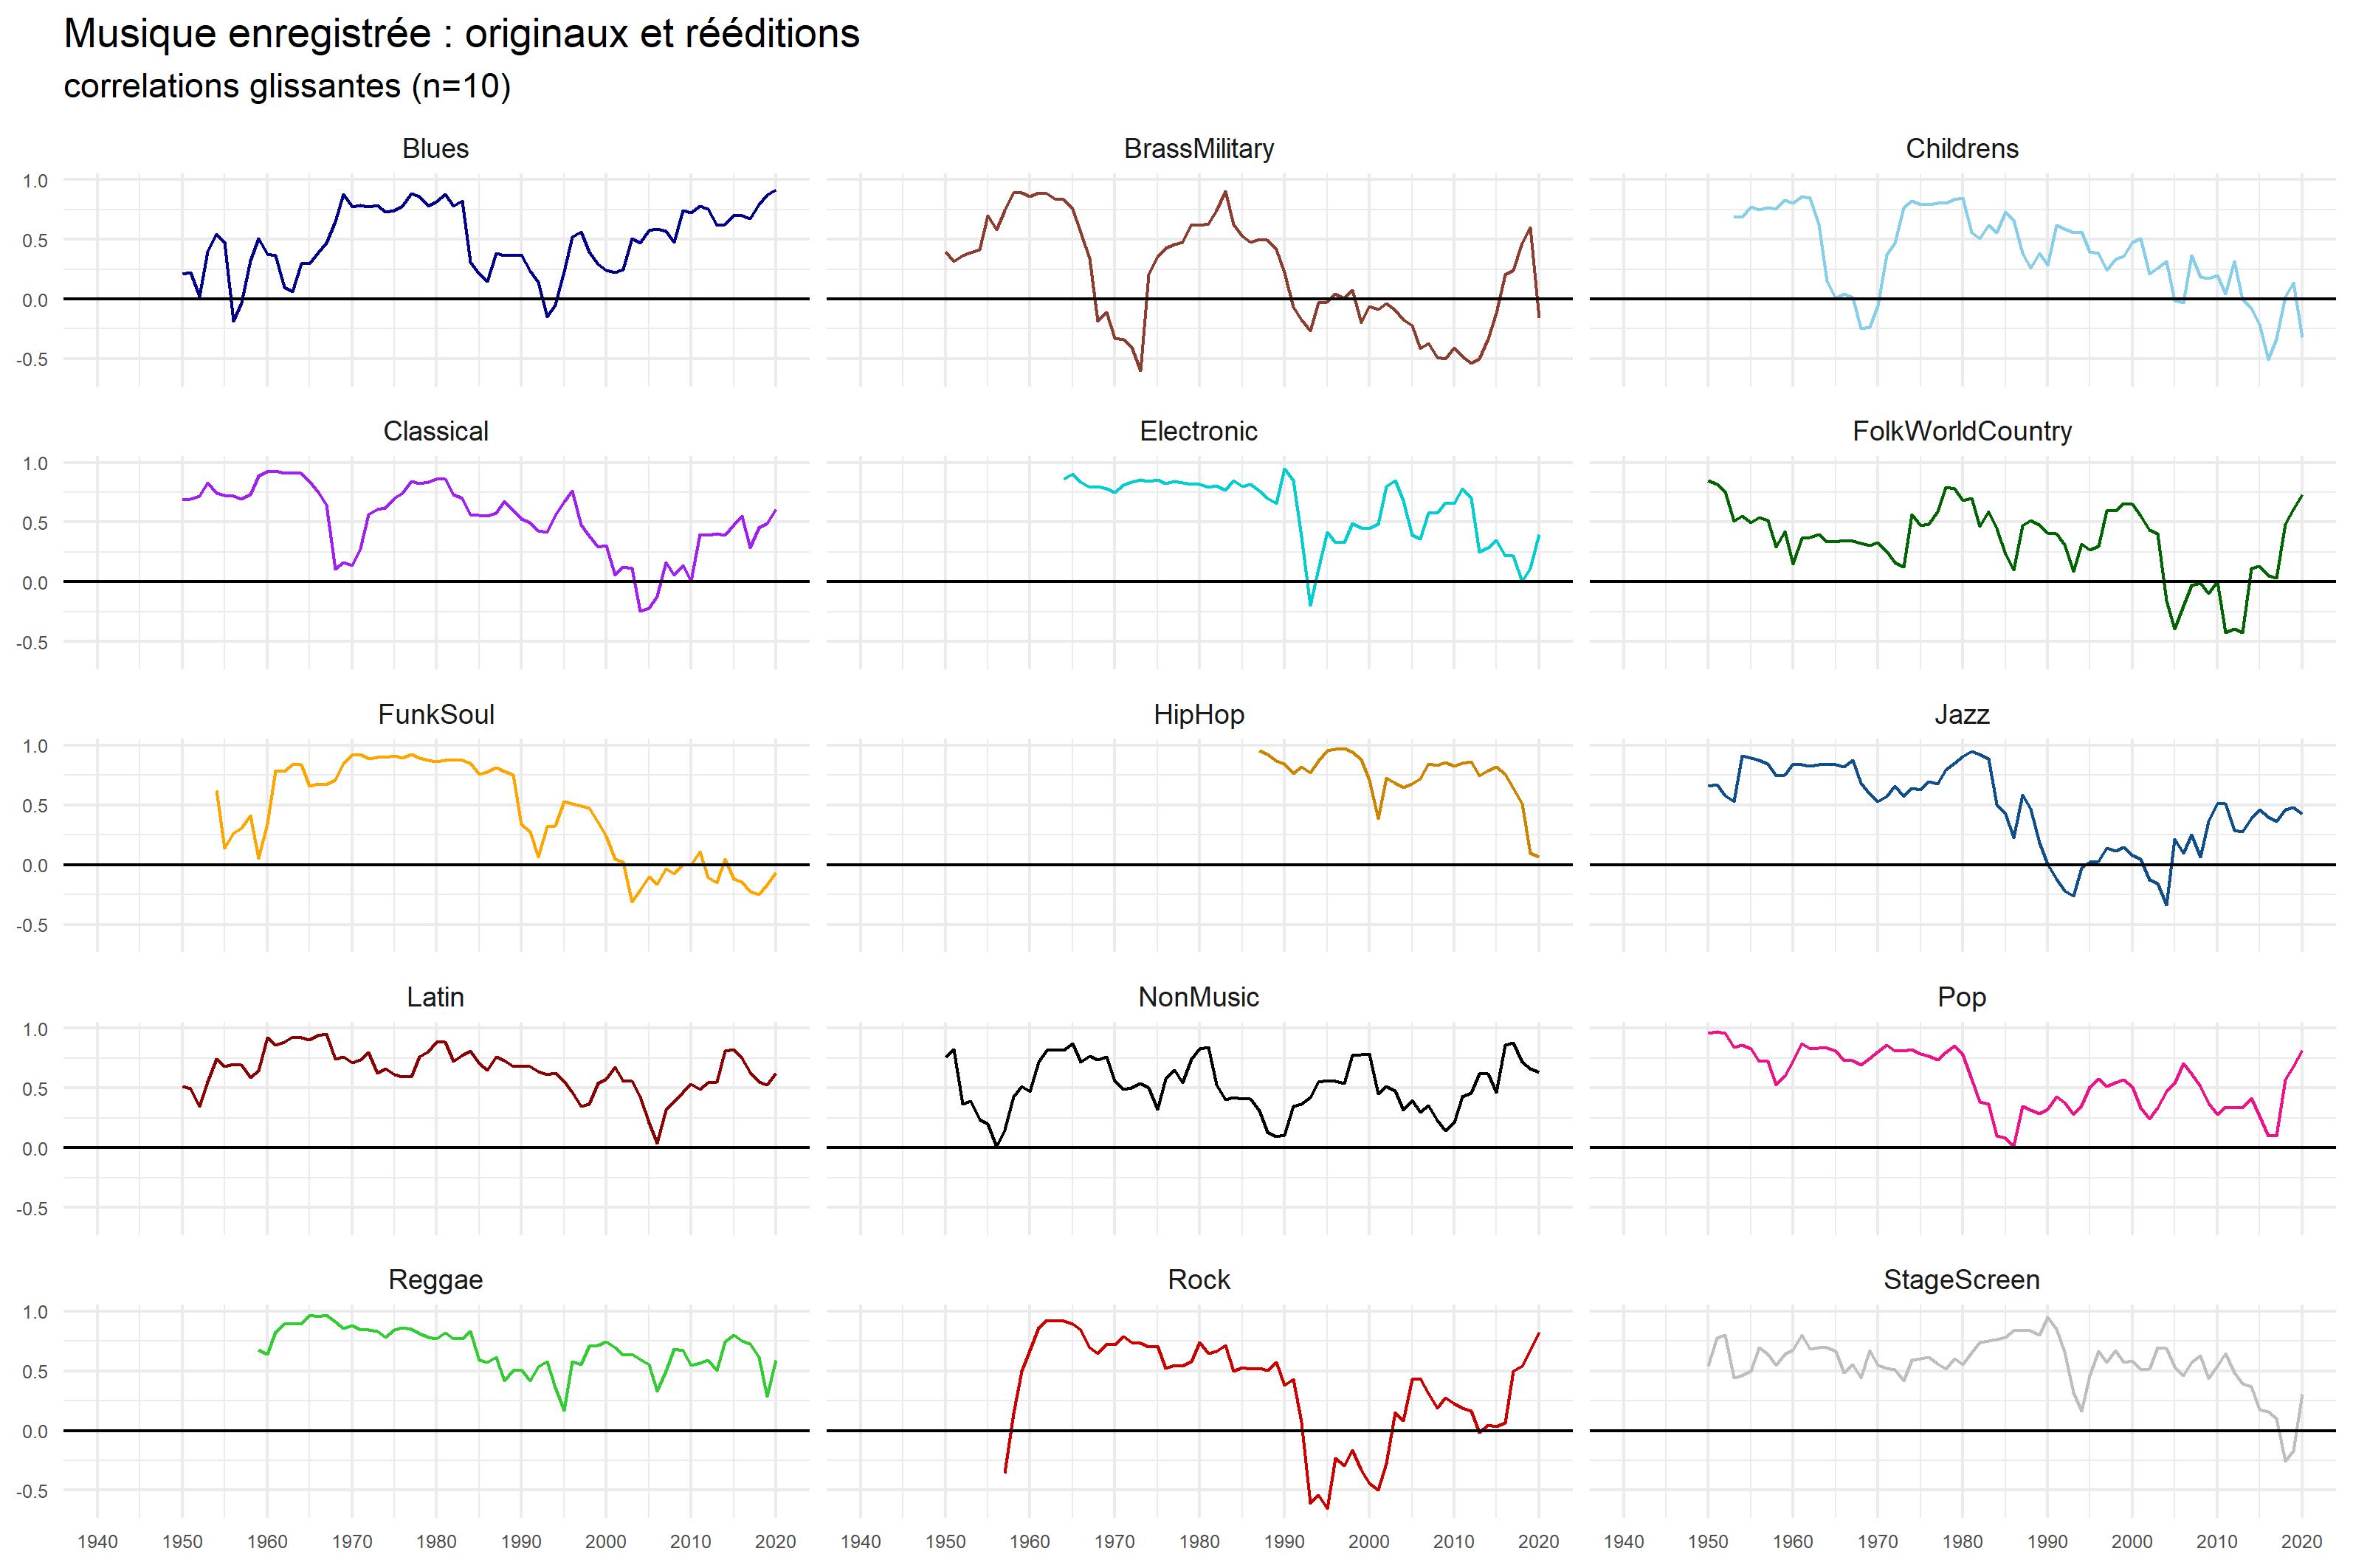 Musique enregistrée : originaux et rééditions
correlations glissantes (n=10)
Blues BrassMilitary Childrens
1.0
0.5
0.0
-0.5
Classical Electronic FolkWorldCountry
1.0
0.5
0.0
-0.5
FunkSoul HipHop Jazz
1.0
0.5
0.0
-0.5
Latin NonMusic Pop
1.0
0.5
0.0
-0.5
Reggae Rock StageScreen
1.0
0.5
0.0
-0.5
1940 1950 1960 1970 1980 1990 2000 2010 2020 1940 1950 1960 1970 1980 1990 2000 2010 2020 1940 1950 1960 1970 1980 1990 2000 2010 2020